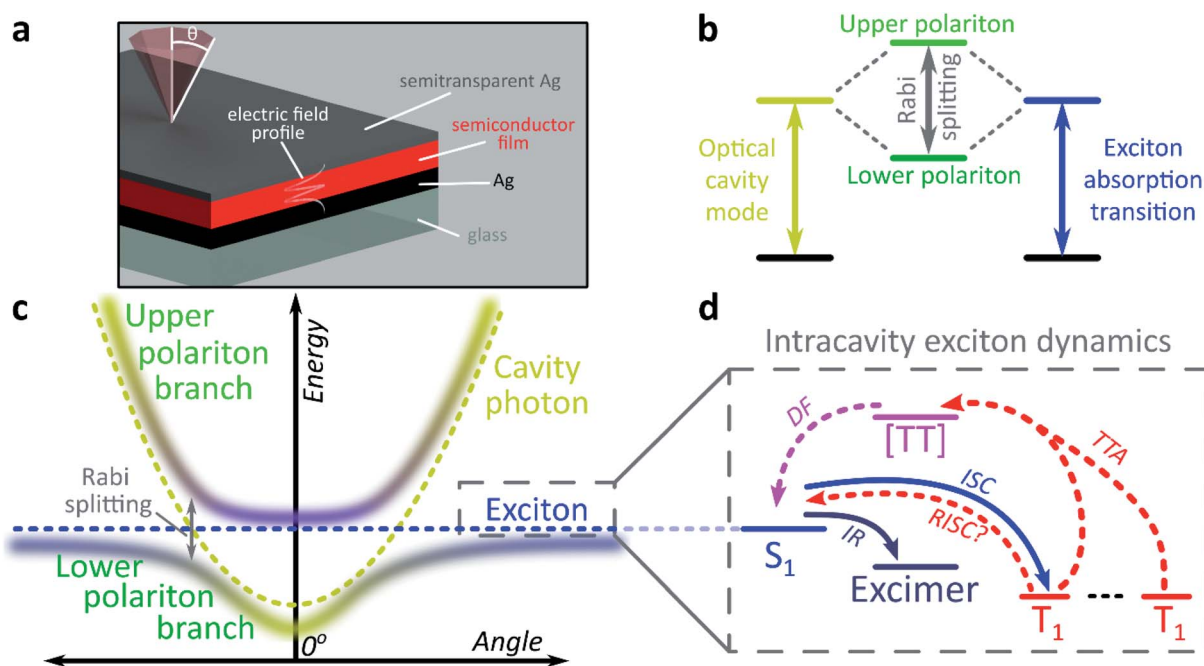 a
θ
semitransparent Ag
electric field
profile
semiconductor
film
Ag
glass
b
Upper polariton
Rabi
splitting
Lower polariton
Optical
cavity
mode
Exciton
absorption
transition
c
Upper
polariton
branch
Energy
Cavity
photon
Rabi
splitting
Exciton
Lower
polariton
branch
0°
Angle
d
Intracavity exciton dynamics
DF
[TT]
TTA
ISC
RISC?
IR
S₁
Excimer
T₁
T₁